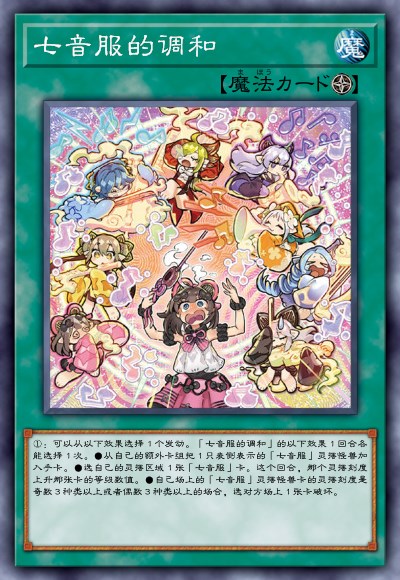 七音服的调和
魔
【魔法カード】
まほう
①：可以从以下效果选择1个发动。「七音服的调和」的以下效果1回合各
能选择1次。●从自己的额外卡组把1只表侧表示的「七音服」灵摆怪兽加
入手卡。●选自己的灵摆区域1张「七音服」卡。这个回合，那个灵摆刻度
上升那张卡的等级数值。●自己场上的「七音服」灵摆怪兽卡的灵摆刻度是
奇数3种类以上或者偶数3种类以上的场合，选对方场上1张卡破坏。